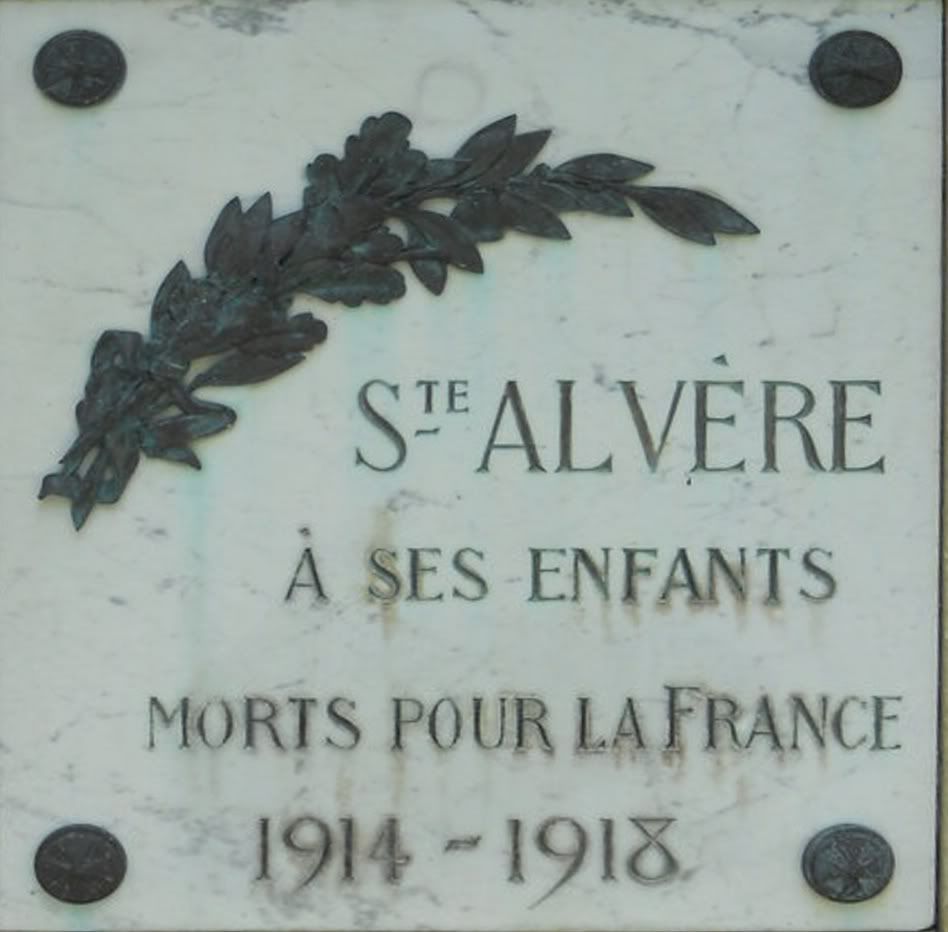 STE ALVÈRE
À SES ENFANTS
MORTS POUR LA FRANCE
1914 - 1918